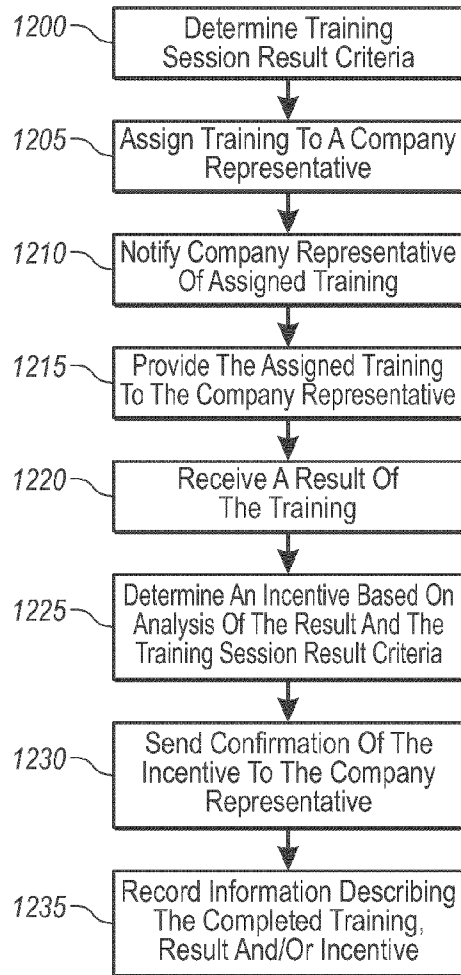 1200
Determine Training
Session Result Criteria
1205
Assign Training To A Company
Representative
1210
Notify Company Representative
Of Assigned Training
1215
Provide The Assigned Training
To The Company Representative
1220
Receive A Result Of
The Training
1225
Determine An Incentive Based On
Analysis Of The Result And The
Training Session Result Criteria
1230
Send Confirmation Of The
Incentive To The Company
Representative
1235
Record Information Describing
The Completed Training,
Result And/Or Incentive